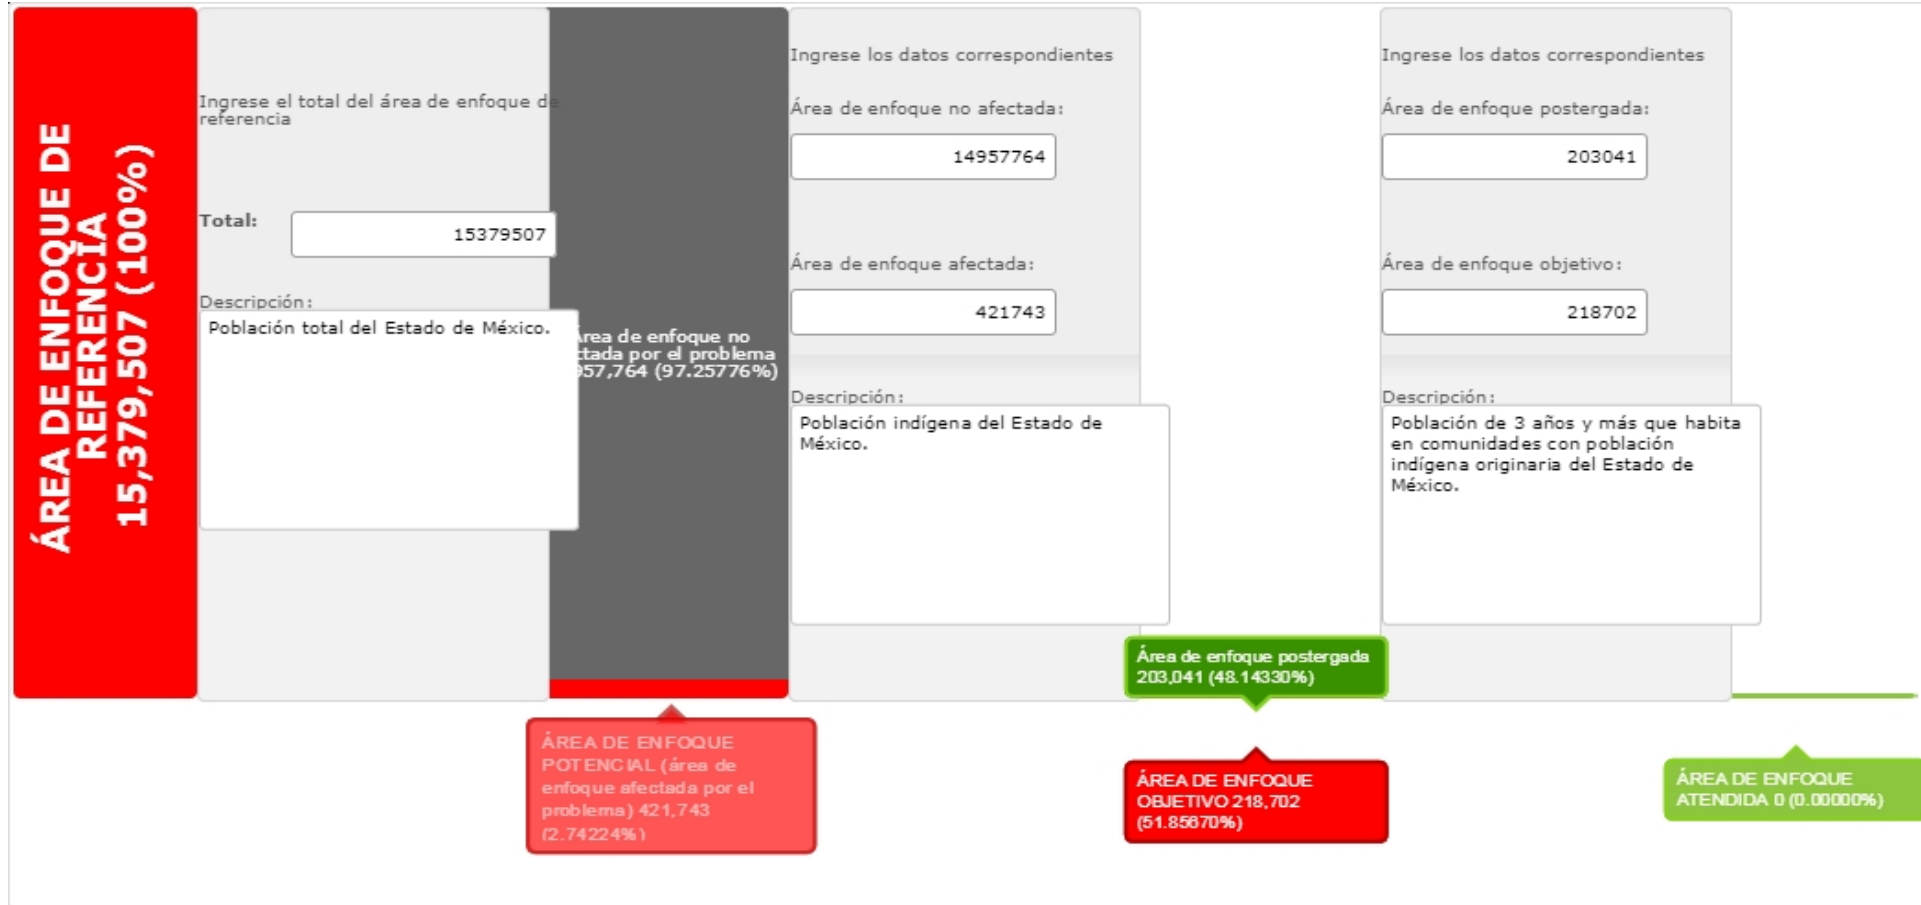 ÁREA DE ENFOQUE DE
REFERENCIA
15,379,507 (100%)
Ingrese el total del área de enfoque de
referencia
Total:
15379507
Descripción:
Población total del Estado de México.
Área de enfoque no
ctada por el problema
957,764 (97.25776%)
ÁREA DE ENFOQUE
POTENCIAL (área de
enfoque afectada por el
problema) 421,743
(2.74224%)
Ingrese los datos correspondientes
Área de enfoque no afectada:
14957764
Área de enfoque afectada:
421743
Descripción:
Población indígena del Estado de
México.
Área de enfoque postergada
203,041 (48.14330%)
ÁREA DE ENFOQUE
OBJETIVO 218,702
(51.85670%)
Ingrese los datos correspondientes
Área de enfoque postergada:
203041
Área de enfoque objetivo:
218702
Descripción:
Población de 3 años y más que habita
en comunidades con población
indígena originaria del Estado de
México.
ÁREA DE ENFOQUE
ATENDIDA 0 (0.00000%)